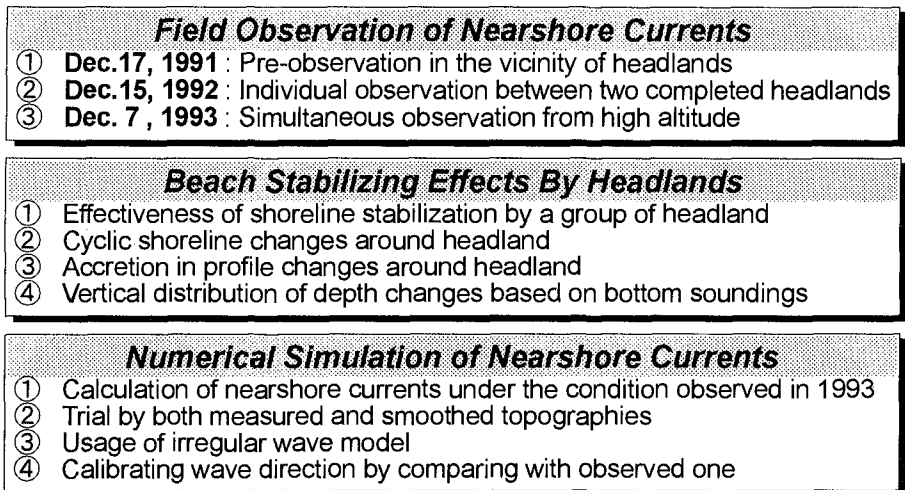 Field Observation of Nearshore Currents
① Dec.17, 1991 : Pre-observation in the vicinity of headlands
② Dec.15, 1992 : Individual observation between two completed headlands
③ Dec. 7 , 1993 : Simultaneous observation from high altitude
Beach Stabilizing Effects By Headlands
① Effectiveness of shoreline stabilization by a group of headland
② Cyclic shoreline changes around headland
③ Accretion in profile changes around headland
④ Vertical distribution of depth changes based on bottom soundings
Numerical Simulation of Nearshore Currents
① Calculation of nearshore currents under the condition observed in 1993
② Trial by both measured and smoothed topographies
③ Usage of irregular wave model
④ Calibrating wave direction by comparing with observed one